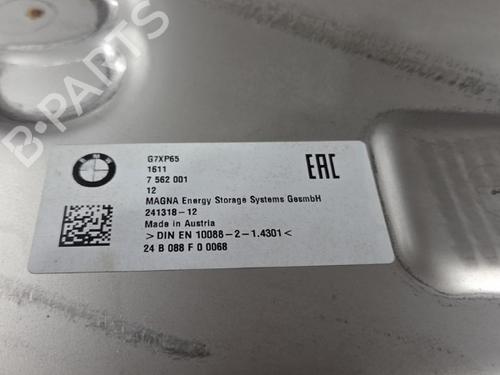 B-PARTS
BMW
G7XP65
1611
7 562 001
12
MAGNA Energy Storage Systems GesmbH
241318-12
Made in Austria
>DIN EN 10088-2-1.4301<
24 B 088 F 0 0068
EAC